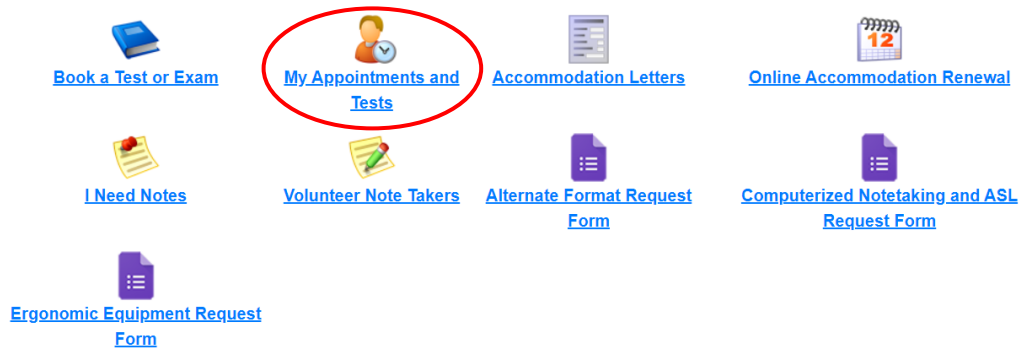 12
Book a Test or Exam
My Appointments and
Tests
Accommodation Letters
Online Accommodation Renewal
I Need Notes
Volunteer Note Takers
Alternate Format Request
Form
Computerized Notetaking and ASL
Request Form
Ergonomic Equipment Request
Form